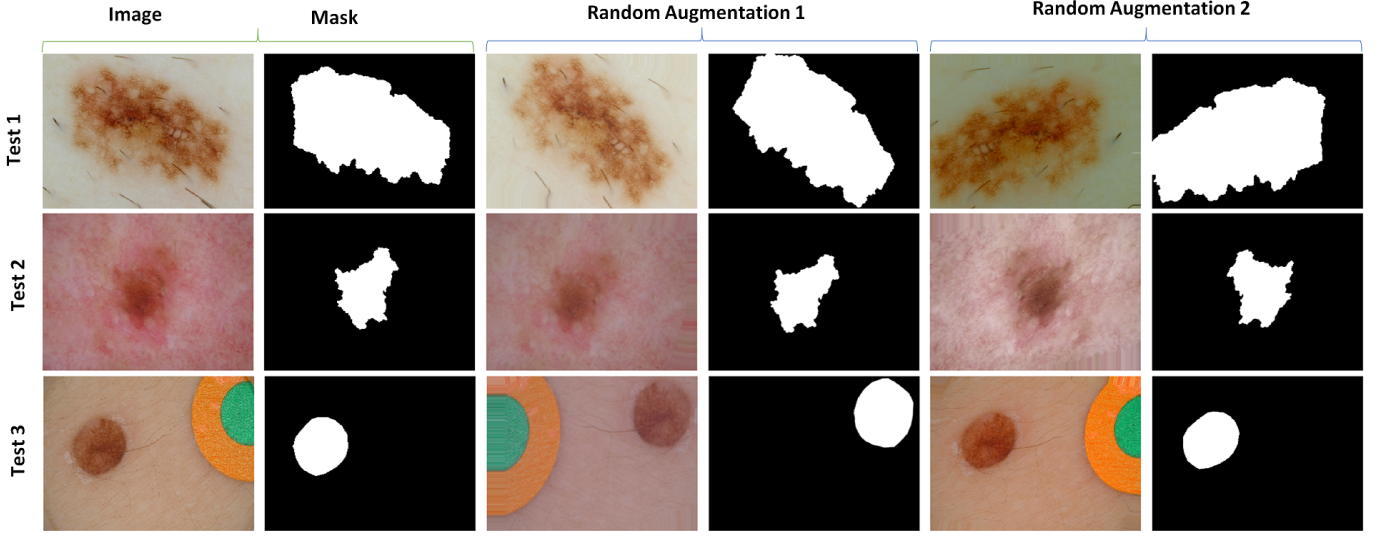 Image
Mask
Random Augmentation 1
Random Augmentation 2
Test 1
Test 2
Test 3